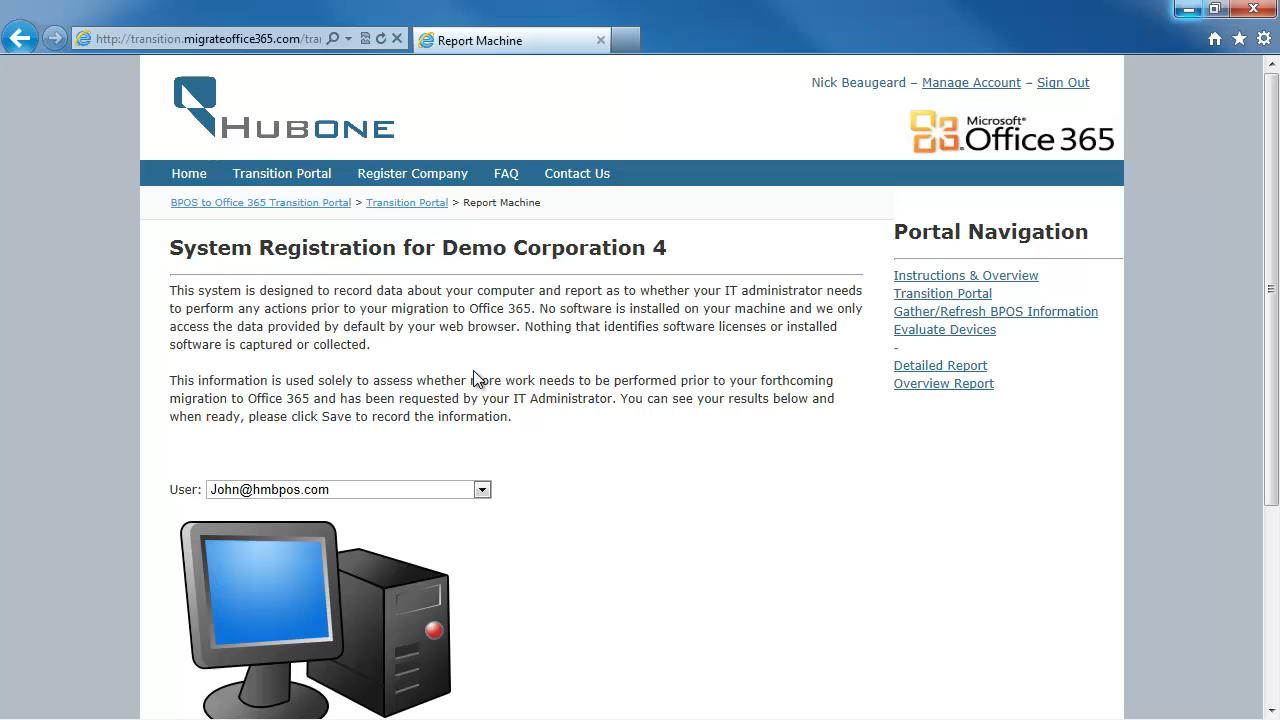 http://transition.migrateoffice365.com/tra
Report Machine
HUBONE
Nick Beaugeard – Manage Account – Sign Out
Microsoft®
Office 365
Home Transition Portal Register Company FAQ Contact Us
BPOS to Office 365 Transition Portal > Transition Portal > Report Machine
System Registration for Demo Corporation 4
This system is designed to record data about your computer and report as to whether your IT administrator needs
to perform any actions prior to your migration to Office 365. No software is installed on your machine and we only
access the data provided by default by your web browser. Nothing that identifies software licenses or installed
software is captured or collected.
This information is used solely to assess whether more work needs to be performed prior to your forthcoming
migration to Office 365 and has been requested by your IT Administrator. You can see your results below and
when ready, please click Save to record the information.
User: John@hmbpos.com
Portal Navigation
Instructions & Overview
Transition Portal
Gather/Refresh BPOS Information
Evaluate Devices
-
Detailed Report
Overview Report